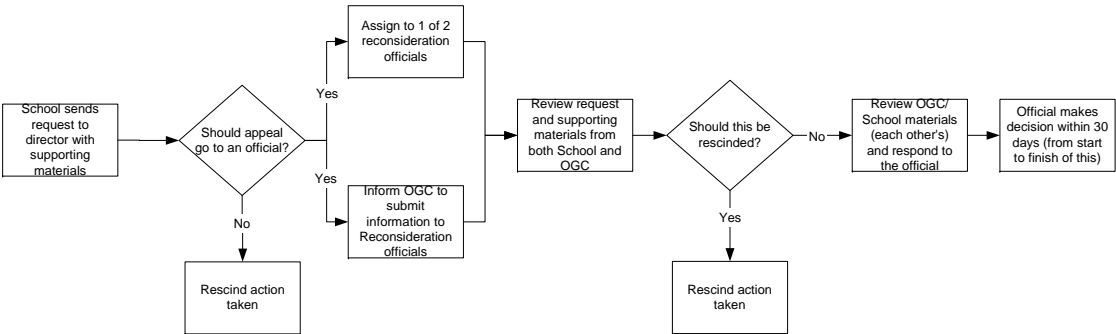 School sends
request to
director with
supporting
materials
Should appeal
go to an official?
Yes
Assign to 1 of 2
reconsideration
officials
Yes
Inform OGC to
submit
information to
Reconsideration
officials
No
Rescind action
taken
Review request
and supporting
materials from
both School and
OGC
Should this be
rescinded?
Yes
Rescind action
taken
No
Review OGC/
School materials
(each other's)
and respond to
the official
Official makes
decision within 30
days (from start
to finish of this)